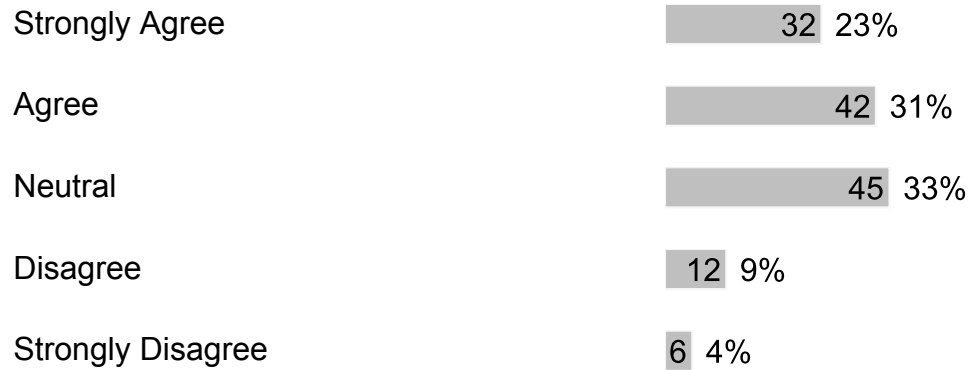 Strongly Agree 32 23%
Agree 42 31%
Neutral 45 33%
Disagree 12 9%
Strongly Disagree 6 4%